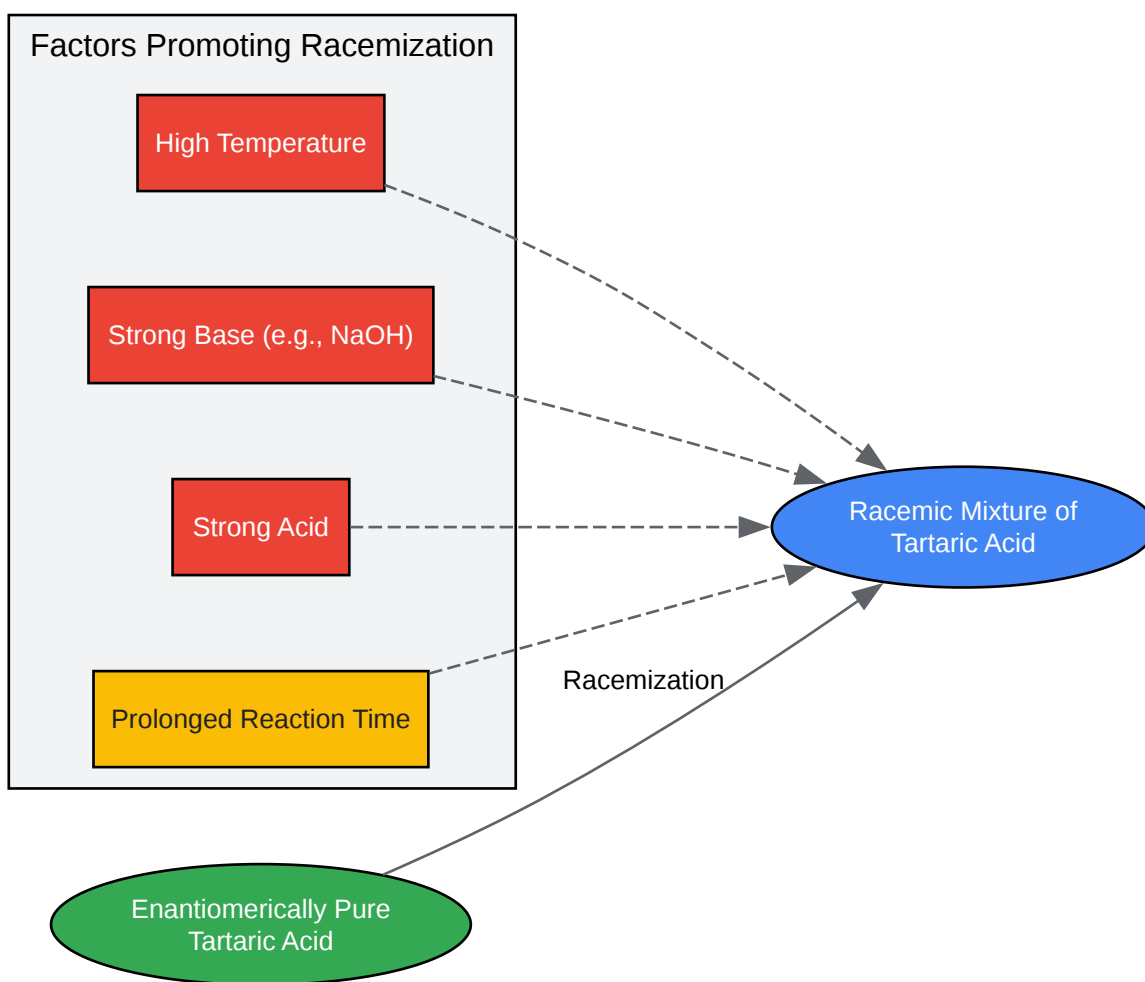 Factors Promoting Racemization
High Temperature
Strong Base (e.g., NaOH)
Strong Acid
Racemic Mixture of
Tartaric Acid
Racemization
Prolonged Reaction Time
Enantiomerically Pure
Tartaric Acid